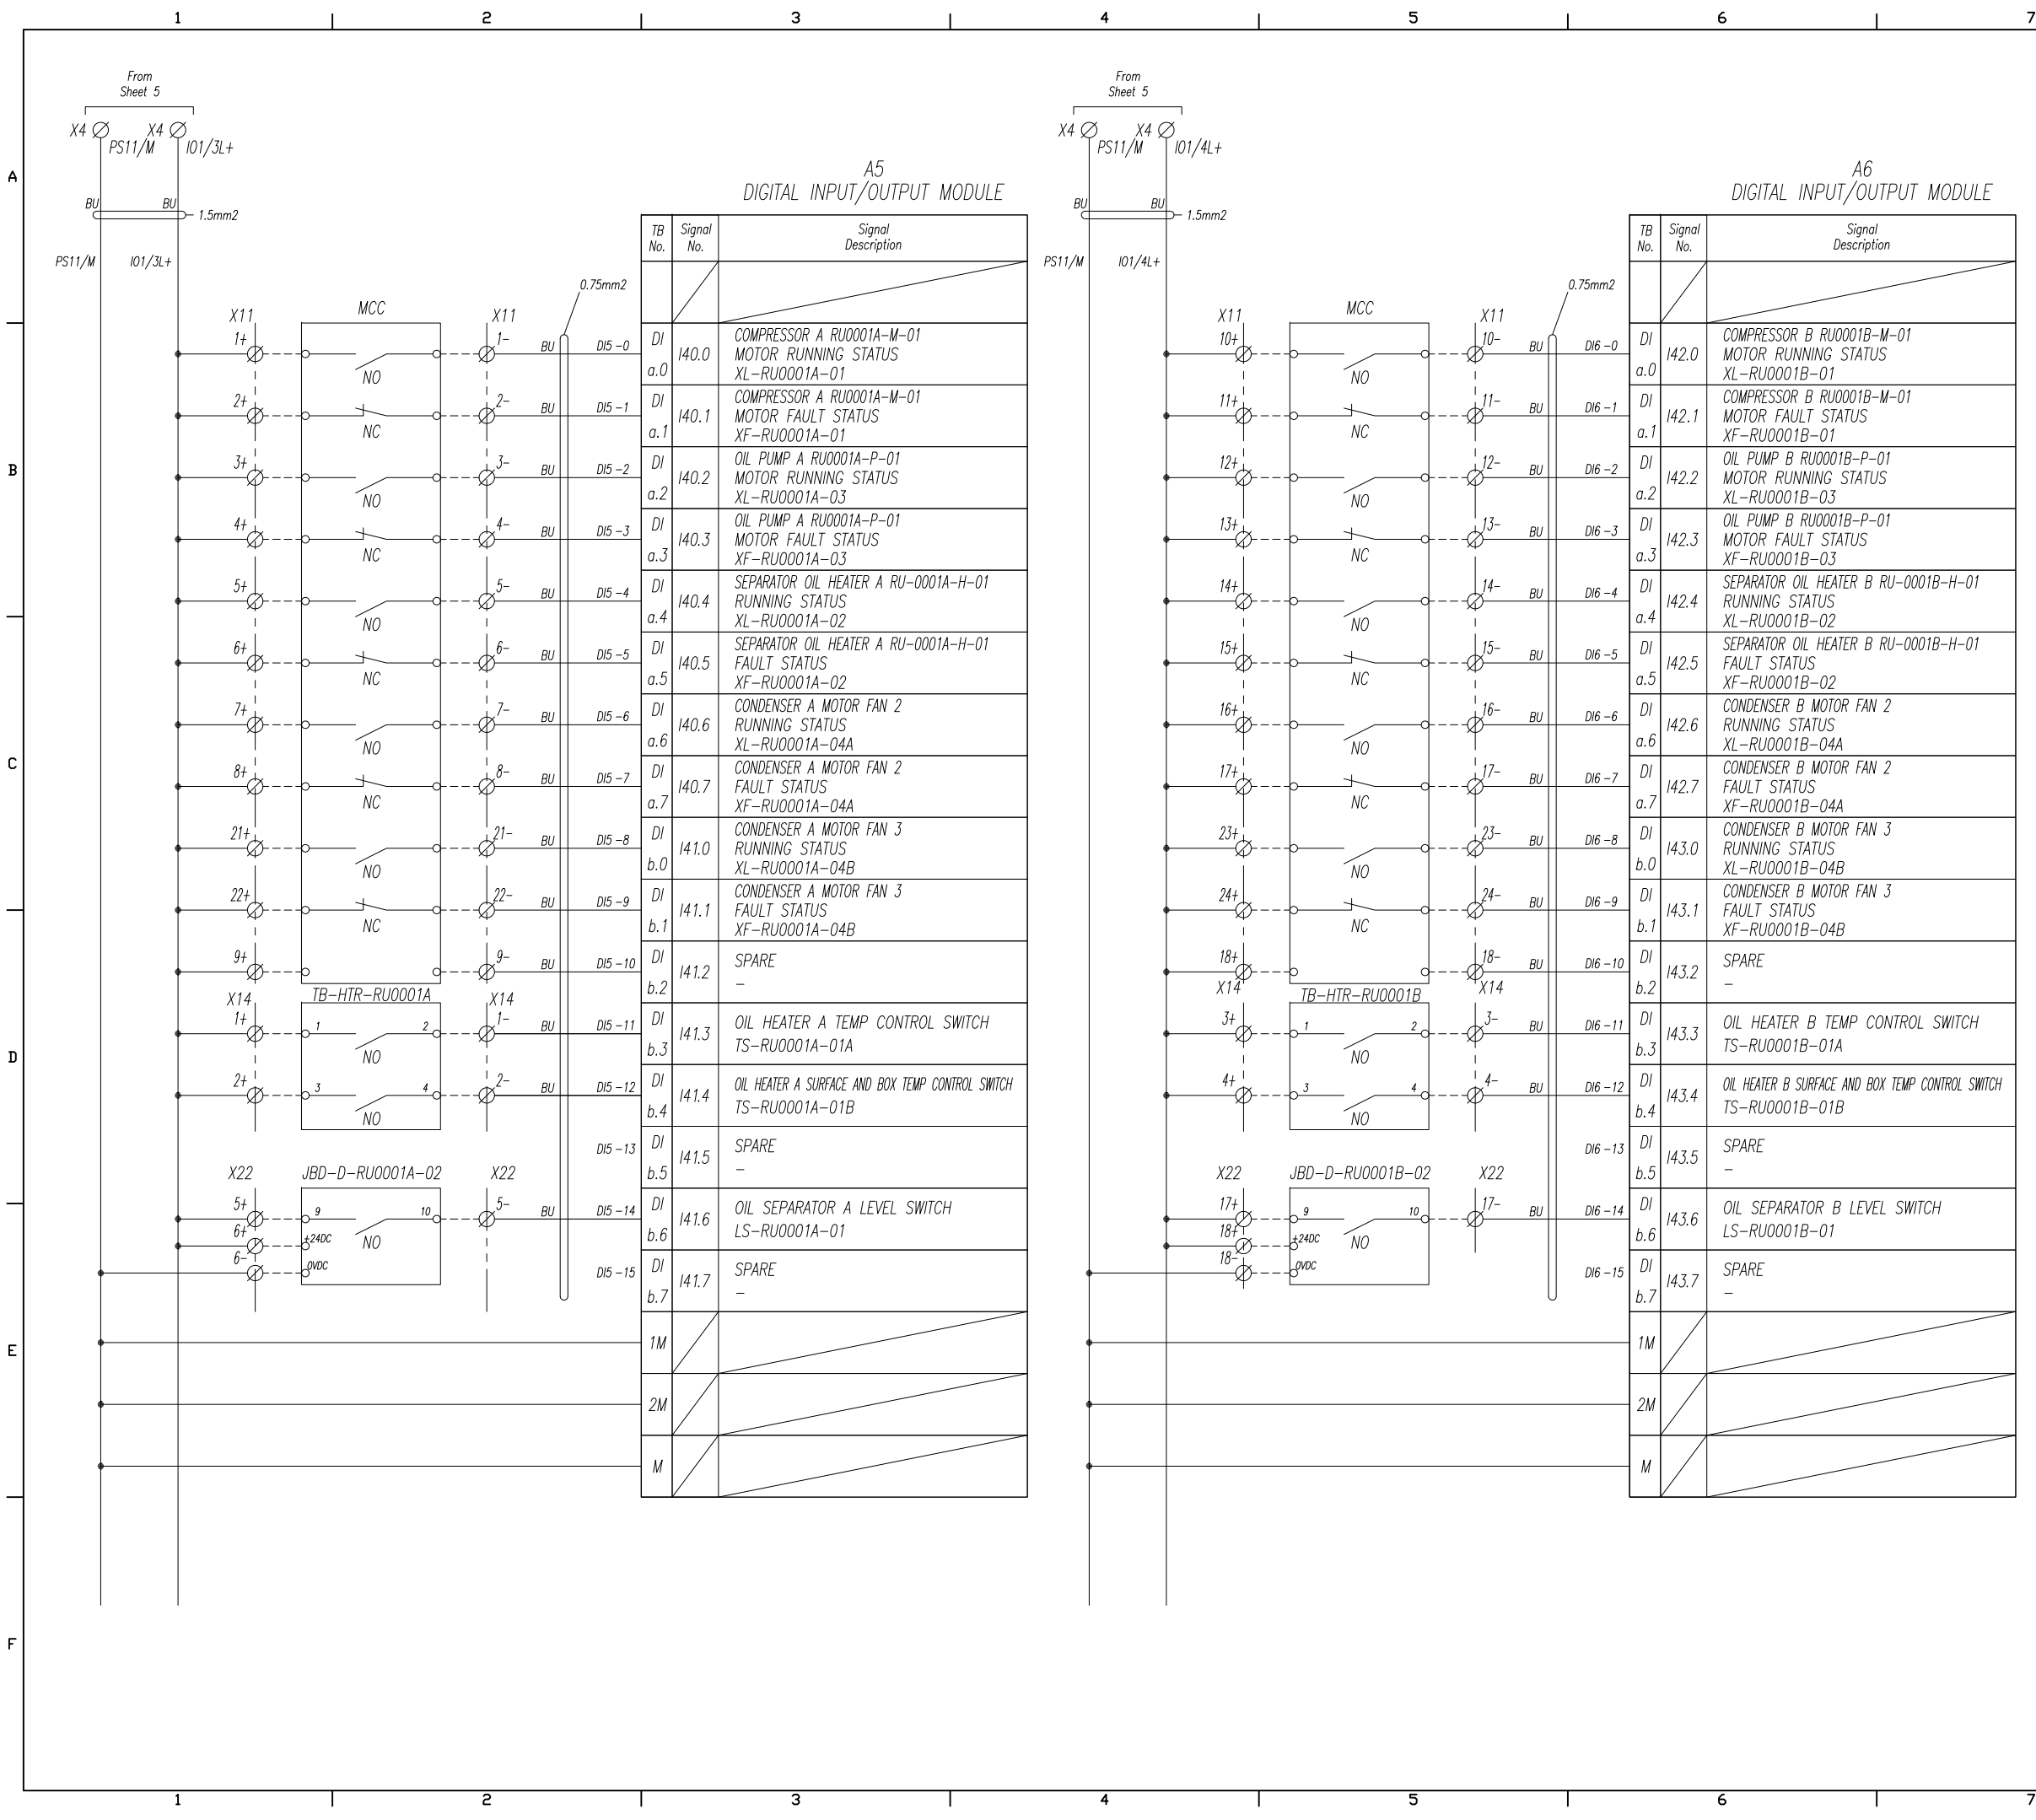 1 2 3 4 5 6 7
From
Sheet 5
X4 X4
PS11/M IO1/3L+
BU BU
1.5mm2
PS11/M IO1/3L+
A5
DIGITAL INPUT/OUTPUT MODULE
TB No. Signal No. Signal Description
0.75mm2
X11 MCC X11
1+ NO 1- BU DI5-0 DI a.0 I40.0 COMPRESSOR A RU0001A-M-01
MOTOR RUNNING STATUS
XL-RU0001A-01
2+ NC 2- BU DI5-1 DI a.1 I40.1 COMPRESSOR A RU0001A-M-01
MOTOR FAULT STATUS
XF-RU0001A-01
3+ NO 3- BU DI5-2 DI a.2 I40.2 OIL PUMP A RU0001A-P-01
MOTOR RUNNING STATUS
XL-RU0001A-03
4+ NC 4- BU DI5-3 DI a.3 I40.3 OIL PUMP A RU0001A-P-01
MOTOR FAULT STATUS
XF-RU0001A-03
5+ NO 5- BU DI5-4 DI a.4 I40.4 SEPARATOR OIL HEATER A RU-0001A-H-01
RUNNING STATUS
XL-RU0001A-02
6+ NC 6- BU DI5-5 DI a.5 I40.5 SEPARATOR OIL HEATER A RU-0001A-H-01
FAULT STATUS
XF-RU0001A-02
7+ NO 7- BU DI5-6 DI a.6 I40.6 CONDENSER A MOTOR FAN 2
RUNNING STATUS
XL-RU0001A-04A
8+ NC 8- BU DI5-7 DI a.7 I40.7 CONDENSER A MOTOR FAN 2
FAULT STATUS
XF-RU0001A-04A
21+ NO 21- BU DI5-8 DI b.0 I41.0 CONDENSER A MOTOR FAN 3
RUNNING STATUS
XL-RU0001A-04B
22+ NC 22- BU DI5-9 DI b.1 I41.1 CONDENSER A MOTOR FAN 3
FAULT STATUS
XF-RU0001A-04B
9+ 9- BU DI5-10 DI b.2 I41.2 SPARE
-
X14 TB-HTR-RU0001A X14
1+ 1 NO 2 1- BU DI5-11 DI b.3 I41.3 OIL HEATER A TEMP CONTROL SWITCH
TS-RU0001A-01A
2+ 3 NO 4 2- BU DI5-12 DI b.4 I41.4 OIL HEATER A SURFACE AND BOX TEMP CONTROL SWITCH
TS-RU0001A-01B
DI5-13 DI b.5 I41.5 SPARE
-
X22 JBD-D-RU0001A-02 X22
5+ 9 NO 10 5- BU DI5-14 DI b.6 I41.6 OIL SEPARATOR A LEVEL SWITCH
LS-RU0001A-01
6+ +24DC
6- 0VDC
DI5-15 DI b.7 I41.7 SPARE
-
1M
2M
M
From
Sheet 5
X4 X4
PS11/M IO1/4L+
BU BU
1.5mm2
PS11/M IO1/4L+
A6
DIGITAL INPUT/OUTPUT MODULE
TB No. Signal No. Signal Description
0.75mm2
X11 MCC X11
10+ NO 10- BU DI6-0 DI a.0 I42.0 COMPRESSOR B RU0001B-M-01
MOTOR RUNNING STATUS
XL-RU0001B-01
11+ NC 11- BU DI6-1 DI a.1 I42.1 COMPRESSOR B RU0001B-M-01
MOTOR FAULT STATUS
XF-RU0001B-01
12+ NO 12- BU DI6-2 DI a.2 I42.2 OIL PUMP B RU0001B-P-01
MOTOR RUNNING STATUS
XL-RU0001B-03
13+ NC 13- BU DI6-3 DI a.3 I42.3 OIL PUMP B RU0001B-P-01
MOTOR FAULT STATUS
XF-RU0001B-03
14+ NO 14- BU DI6-4 DI a.4 I42.4 SEPARATOR OIL HEATER B RU-0001B-H-01
RUNNING STATUS
XL-RU0001B-02
15+ NC 15- BU DI6-5 DI a.5 I42.5 SEPARATOR OIL HEATER B RU-0001B-H-01
FAULT STATUS
XF-RU0001B-02
16+ NO 16- BU DI6-6 DI a.6 I42.6 CONDENSER B MOTOR FAN 2
RUNNING STATUS
XL-RU0001B-04A
17+ NC 17- BU DI6-7 DI a.7 I42.7 CONDENSER B MOTOR FAN 2
FAULT STATUS
XF-RU0001B-04A
23+ NO 23- BU DI6-8 DI b.0 I43.0 CONDENSER B MOTOR FAN 3
RUNNING STATUS
XL-RU0001B-04B
24+ NC 24- BU DI6-9 DI b.1 I43.1 CONDENSER B MOTOR FAN 3
FAULT STATUS
XF-RU0001B-04B
18+ 18- BU DI6-10 DI b.2 I43.2 SPARE
-
X14 TB-HTR-RU0001B X14
3+ 1 NO 2 3- BU DI6-11 DI b.3 I43.3 OIL HEATER B TEMP CONTROL SWITCH
TS-RU0001B-01A
4+ 3 NO 4 4- BU DI6-12 DI b.4 I43.4 OIL HEATER B SURFACE AND BOX TEMP CONTROL SWITCH
TS-RU0001B-01B
DI6-13 DI b.5 I43.5 SPARE
-
X22 JBD-D-RU0001B-02 X22
17+ 9 NO 10 17- BU DI6-14 DI b.6 I43.6 OIL SEPARATOR B LEVEL SWITCH
LS-RU0001B-01
18+ +24DC
18- 0VDC
DI6-15 DI b.7 I43.7 SPARE
-
1M
2M
M
A
B
C
D
E
F
1 2 3 4 5 6 7